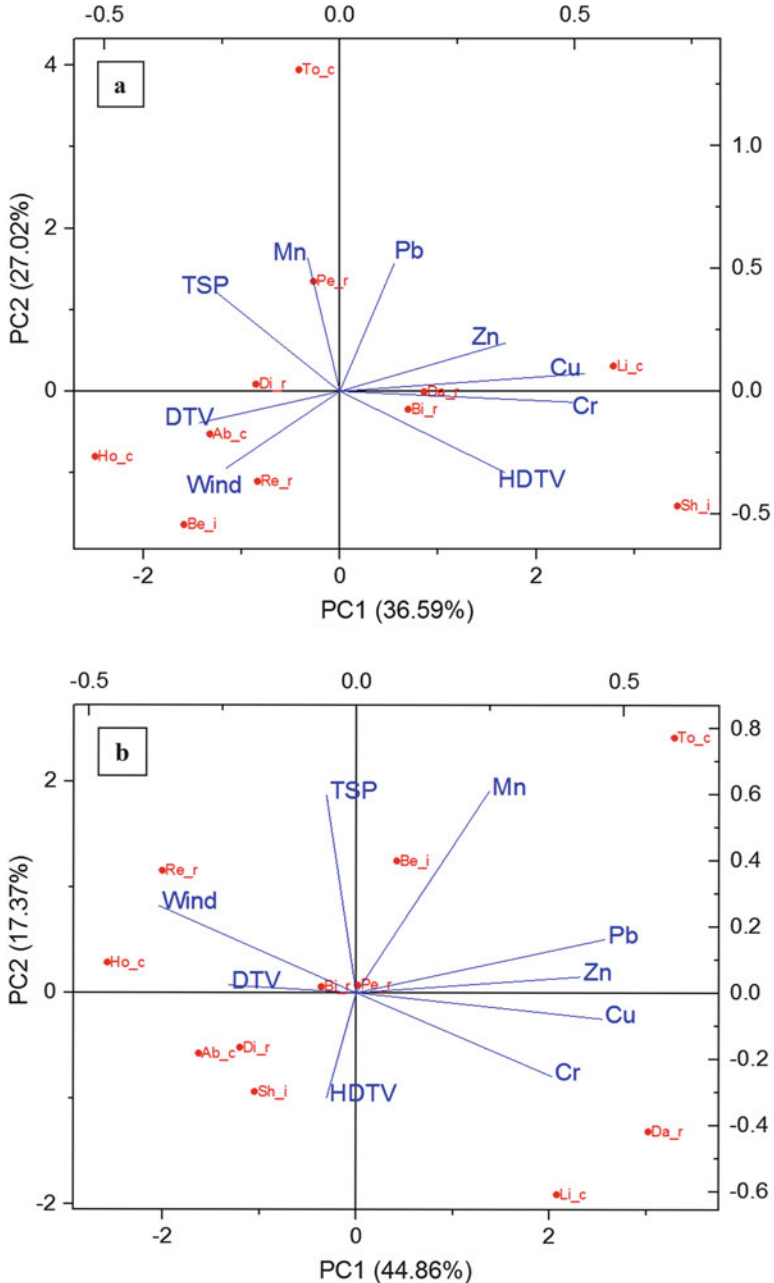 -0.5 0.0 0.5
a
To_c
4
1.0
Mn Pb
2
TSP Pe_r 0.5
Zn
Cu Li_c
Di_r Da_r
0 0.0
DTV Bi_r Cr
Ab_c
Ho_c
Wind Re_r HDTV
Sh_i -0.5
Be_i
-2 0 2
PC1 (36.59%)
PC2 (27.02%)
-0.5 0.0 0.5
b
To_c 0.8
2 TSP Mn
0.6
Be_i 0.4
Re_r
Wind
Pb 0.2
Ho_c
DTV Zn
Bi_r Pe_r
0 0.0
Cu
Di_r
Ab_c -0.2
Cr
Sh_i HDTV
-0.4
Da_r
Li_c -0.6
-2
-2 0 2
PC1 (44.86%)
PC2 (17.37%)